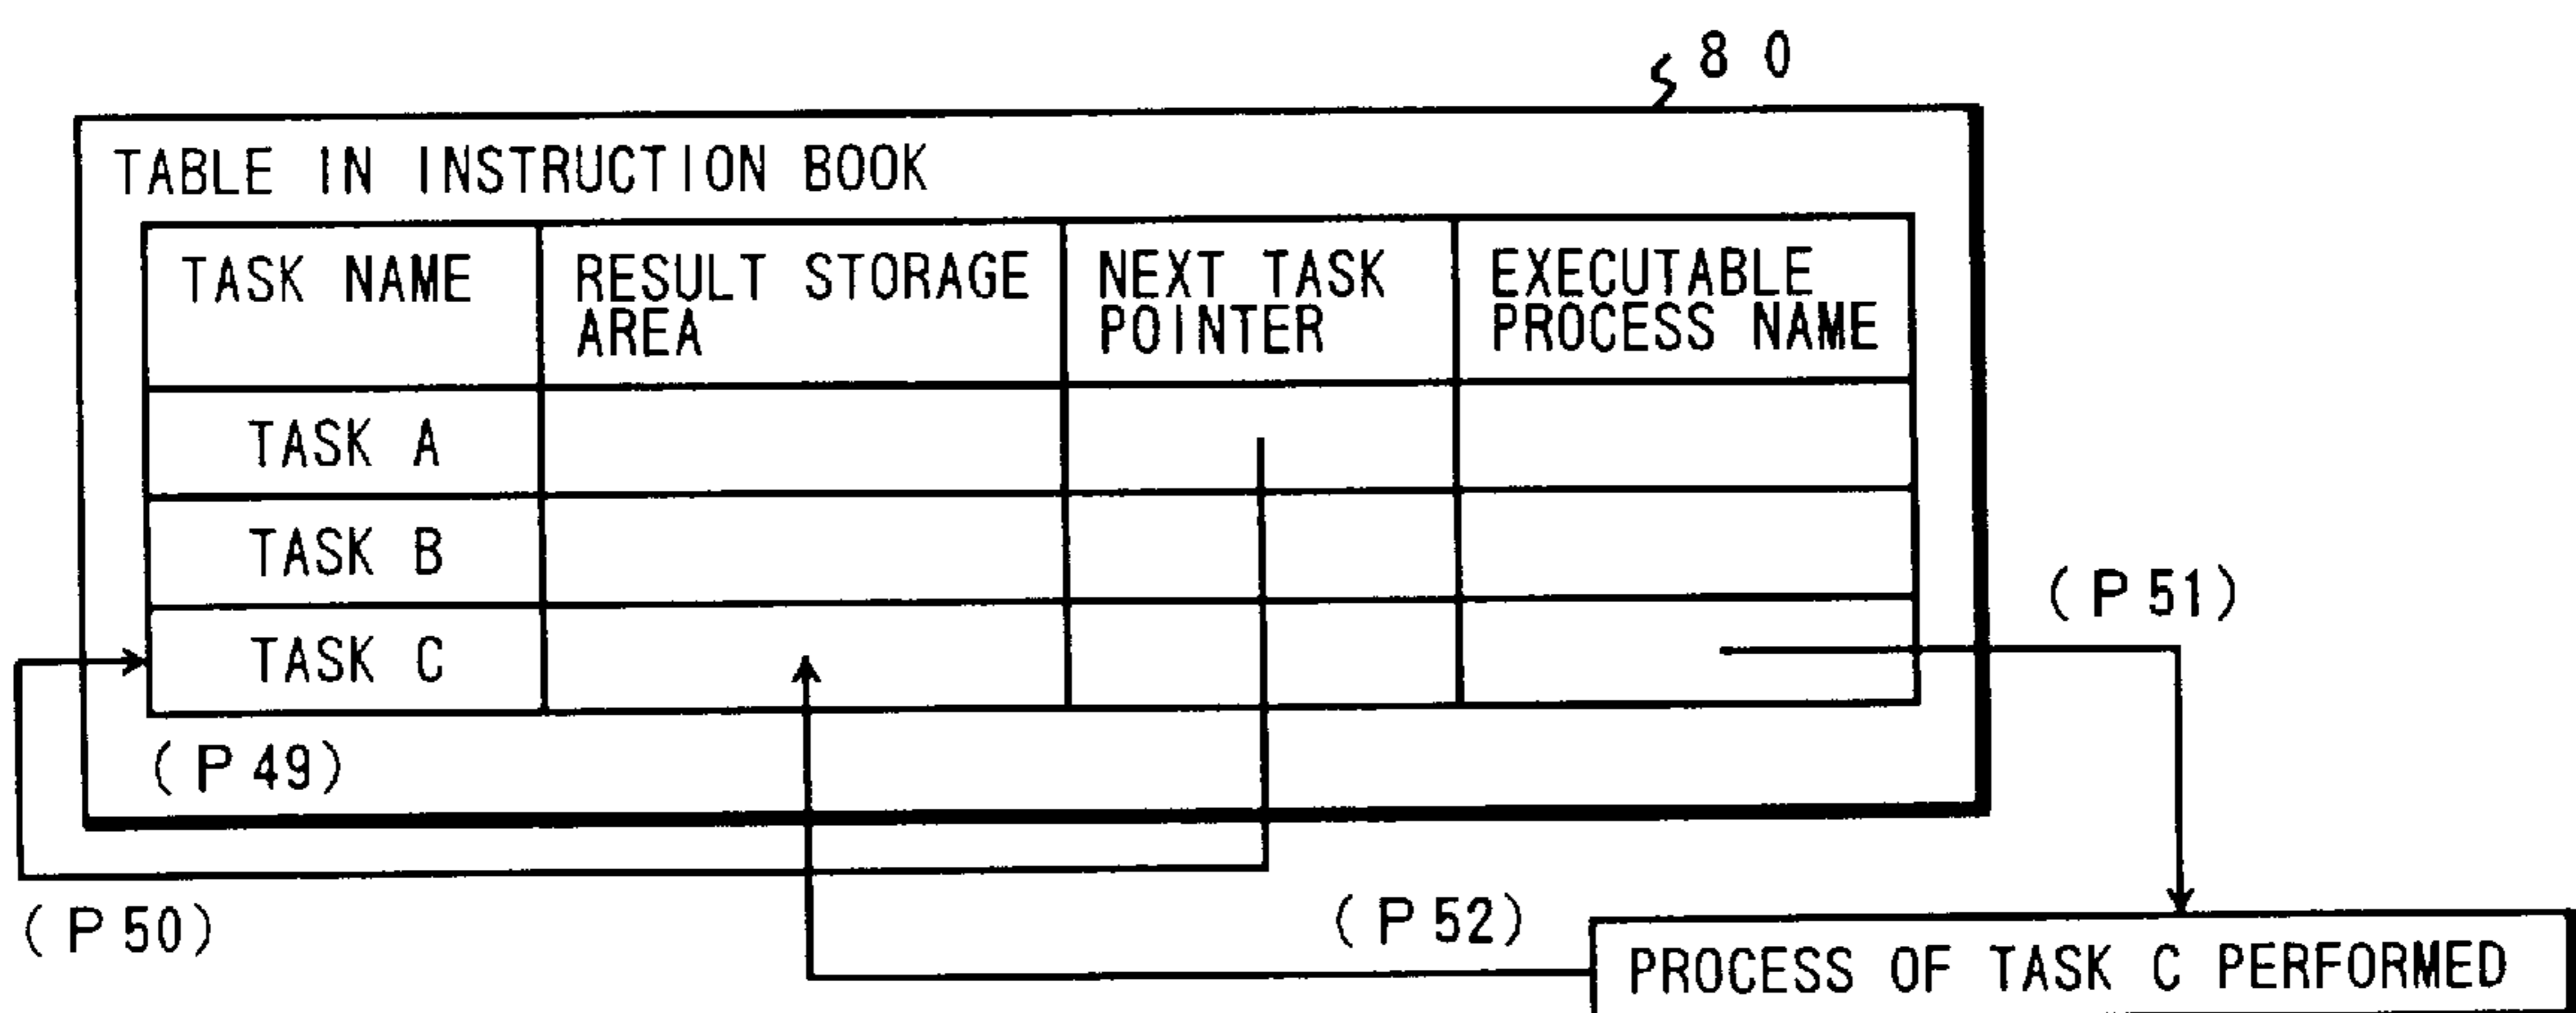 80
TABLE IN INSTRUCTION BOOK
TASK NAME
RESULT STORAGE
AREA
NEXT TASK
POINTER
EXECUTABLE
PROCESS NAME
TASK A
TASK B
TASK C
(P51)
(P49)
(P50)
(P52)
PROCESS OF TASK C PERFORMED